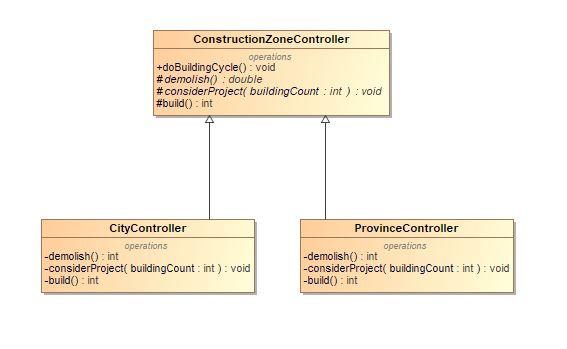 ConstructionZoneController
operations
+doBuildingCycle() : void
#demolish() : double
#considerProject( buildingCount : int ) : void
#build() : int
CityController
operations
-demolish() : int
-considerProject( buildingCount : int ) : void
-build() : int
ProvinceController
operations
-demolish() : int
-considerProject( buildingCount : int ) : void
-build() : int